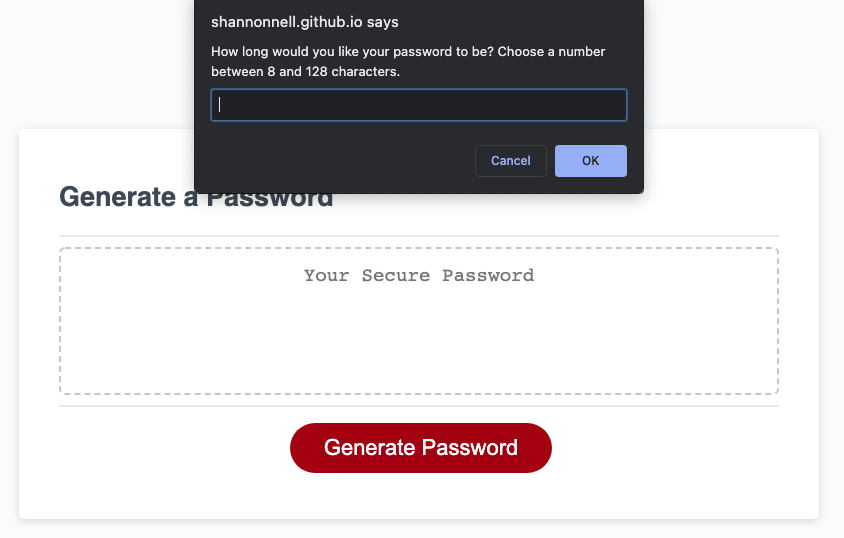 shannonnell.github.io says
How long would you like your password to be? Choose a number
between 8 and 128 characters.
Cancel
OK
Generate a Password
Your Secure Password
Generate Password